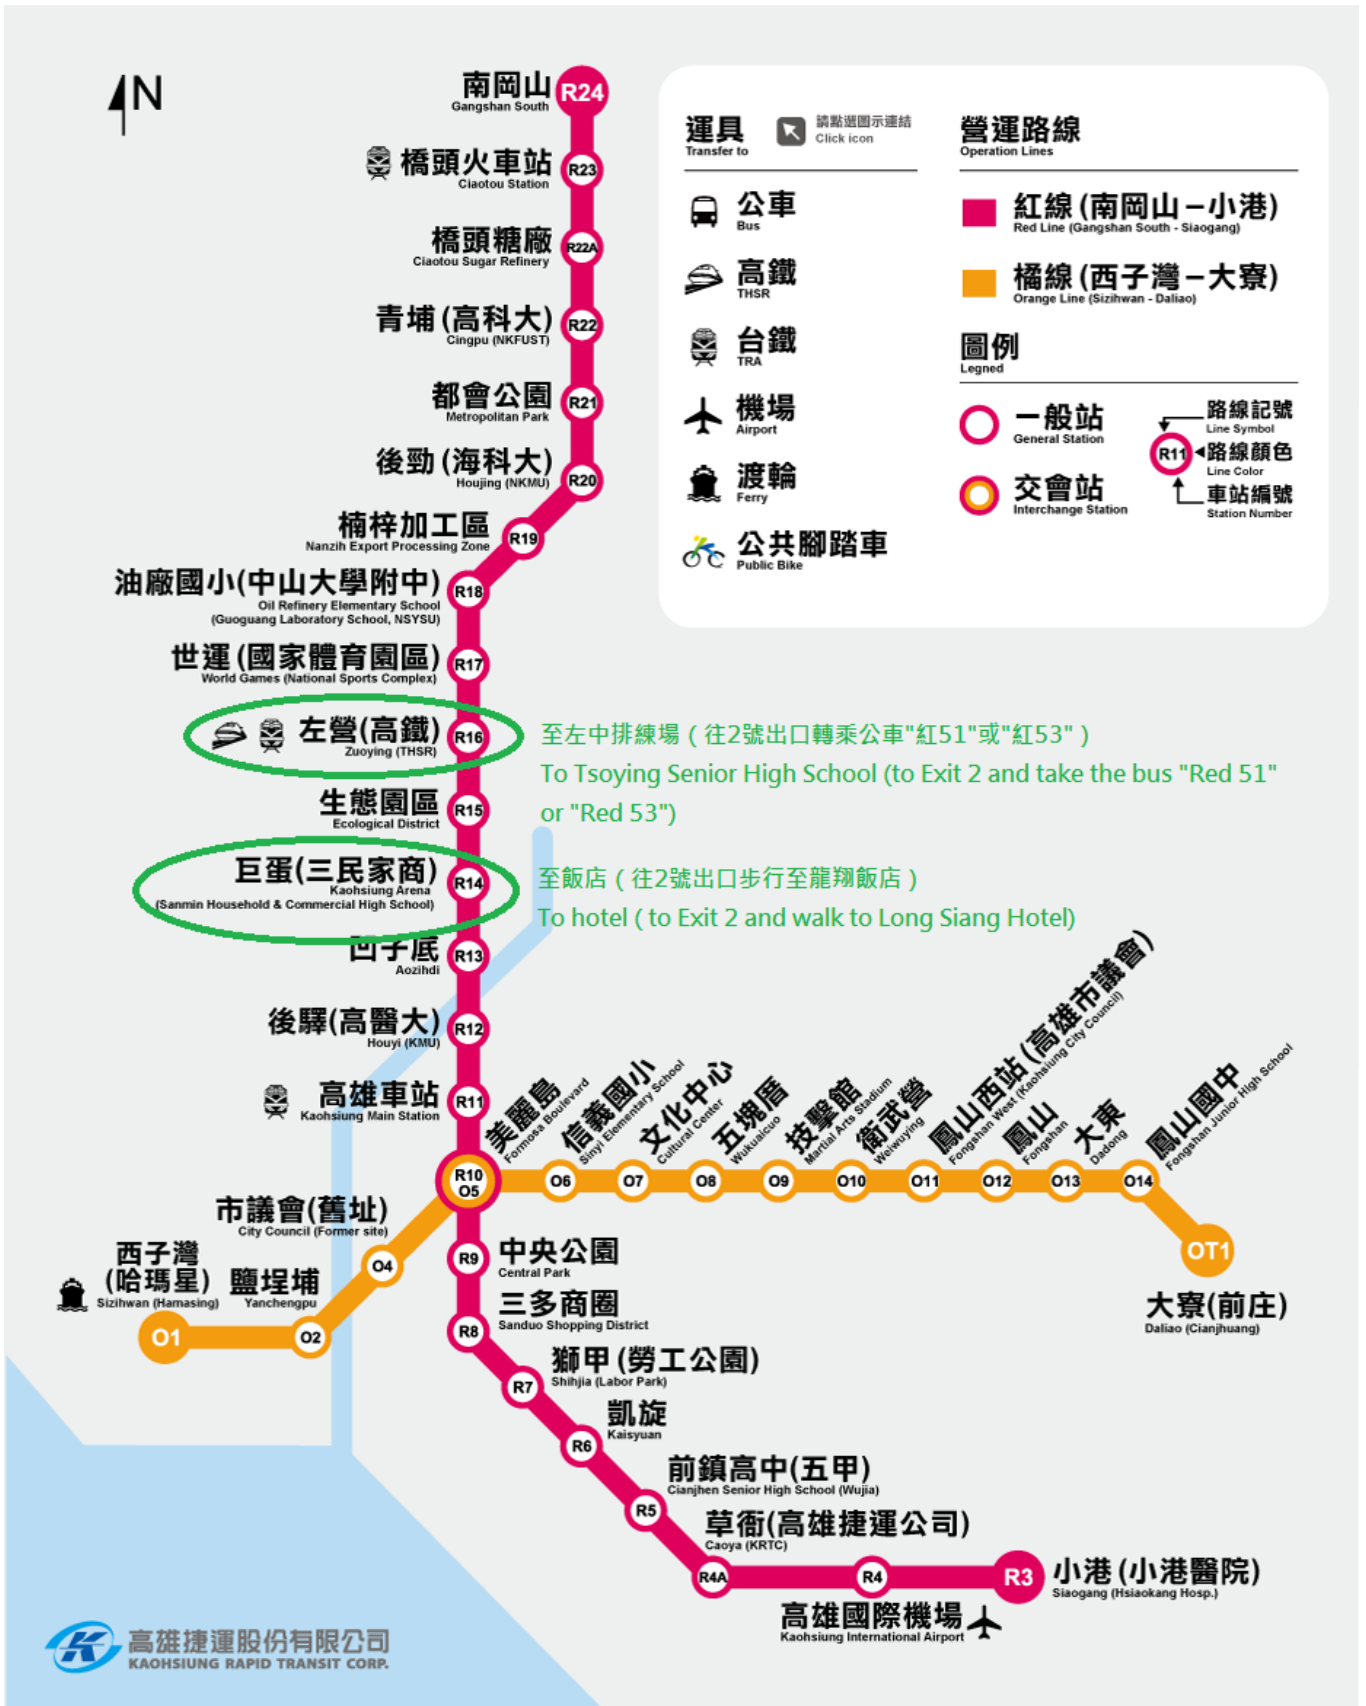 N
南岡山
Gangshan South
R24
橋頭火車站
Ciaotou Station
R23
橋頭糖廠
Ciaotou Sugar Refinery
R22A
青埔(高科大)
Cingpu (NKFUST)
R22
都會公園
Metropolitan Park
R21
後勁(海科大)
Houjing (NKMU)
R20
楠梓加工區
Nanzih Export Processing Zone
R19
油廠國小(中山大學附中)
Oil Refinery Elementary School
(Guoguang Laboratory School, NSYSU)
R18
世運(國家體育園區)
World Games (National Sports Complex)
R17
左營(高鐵)
Zuoying (THSR)
R16
至左中排練場 ( 往2號出口轉乘公車"紅51"或"紅53" )
To Tsoying Senior High School (to Exit 2 and take the bus "Red 51"
or "Red 53")
生態園區
Ecological District
R15
巨蛋(三民家商)
Kaohsiung Arena
(Sanmin Household & Commercial High School)
R14
至飯店 ( 往2號出口步行至龍翔飯店 )
To hotel ( to Exit 2 and walk to Long Siang Hotel)
凹子底
Aozihdi
R13
後驛(高醫大)
Houyi (KMU)
R12
高雄車站
Kaohsiung Main Station
R11
美麗島
Formosa Boulevard
R10
O5
信義國小
Sinyi Elementary School
O6
文化中心
Cultural Center
O7
五塊厝
Wukuaicuo
O8
技擊館
Martial Arts Stadium
O9
衛武營
Weiwuying
O10
鳳山西站(高雄市議會)
Fongshan West (Kaohsiung City Council)
O11
鳳山
Fongshan
O12
大東
Dadong
O13
鳳山國中
Fongshan Junior High School
O14
OT1
大寮(前庄)
Daliao (Cianjhuang)
市議會(舊址)
City Council (Former site)
O4
鹽埕埔
Yanchengpu
O2
西子灣
(哈瑪星)
Sizihwan (Hamasing)
O1
R9
中央公園
Central Park
R8
三多商圈
Sanduo Shopping District
R7
獅甲(勞工公園)
Shihjia (Labor Park)
R6
凱旋
Kaisyuan
R5
前鎮高中(五甲)
Cianjhen Senior High School (Wujia)
草衙(高雄捷運公司)
Caoya (KRTC)
R4A
R4
高雄國際機場
Kaohsiung International Airport
R3
小港(小港醫院)
Siaogang (Hsiaokang Hosp.)
運具
Transfer to
請點選圖示連結
Click icon
公車
Bus
高鐵
THSR
台鐵
TRA
機場
Airport
渡輪
Ferry
公共腳踏車
Public Bike
營運路線
Operation Lines
紅線(南岡山－小港)
Red Line (Gangshan South - Siaogang)
橘線(西子灣－大寮)
Orange Line (Sizihwan - Daliao)
圖例
Legned
一般站
General Station
交會站
Interchange Station
R11
路線記號
Line Symbol
路線顏色
Line Color
車站編號
Station Number
高雄捷運股份有限公司
KAOHSIUNG RAPID TRANSIT CORP.